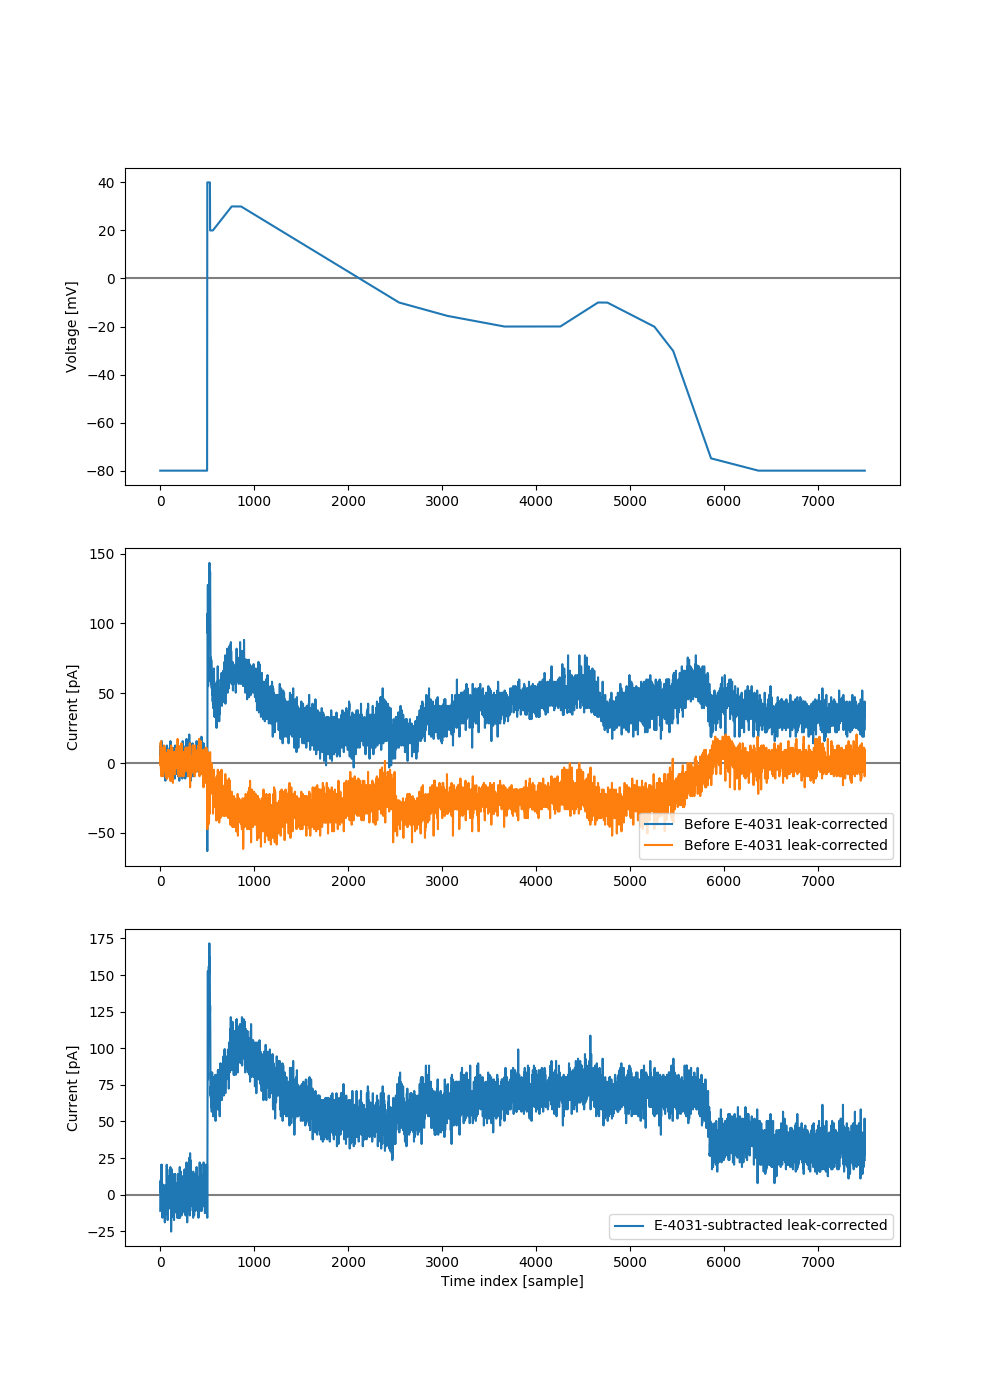 40
20
0
−20
−40
−60
−80
Voltage [mV]
0 1000 2000 3000 4000 5000 6000 7000
150
100
50
0
−50
Current [pA]
Before E-4031 leak-corrected
Before E-4031 leak-corrected
0 1000 2000 3000 4000 5000 6000 7000
175
150
125
100
75
50
25
0
−25
Current [pA]
E-4031-subtracted leak-corrected
0 1000 2000 3000 4000 5000 6000 7000
Time index [sample]